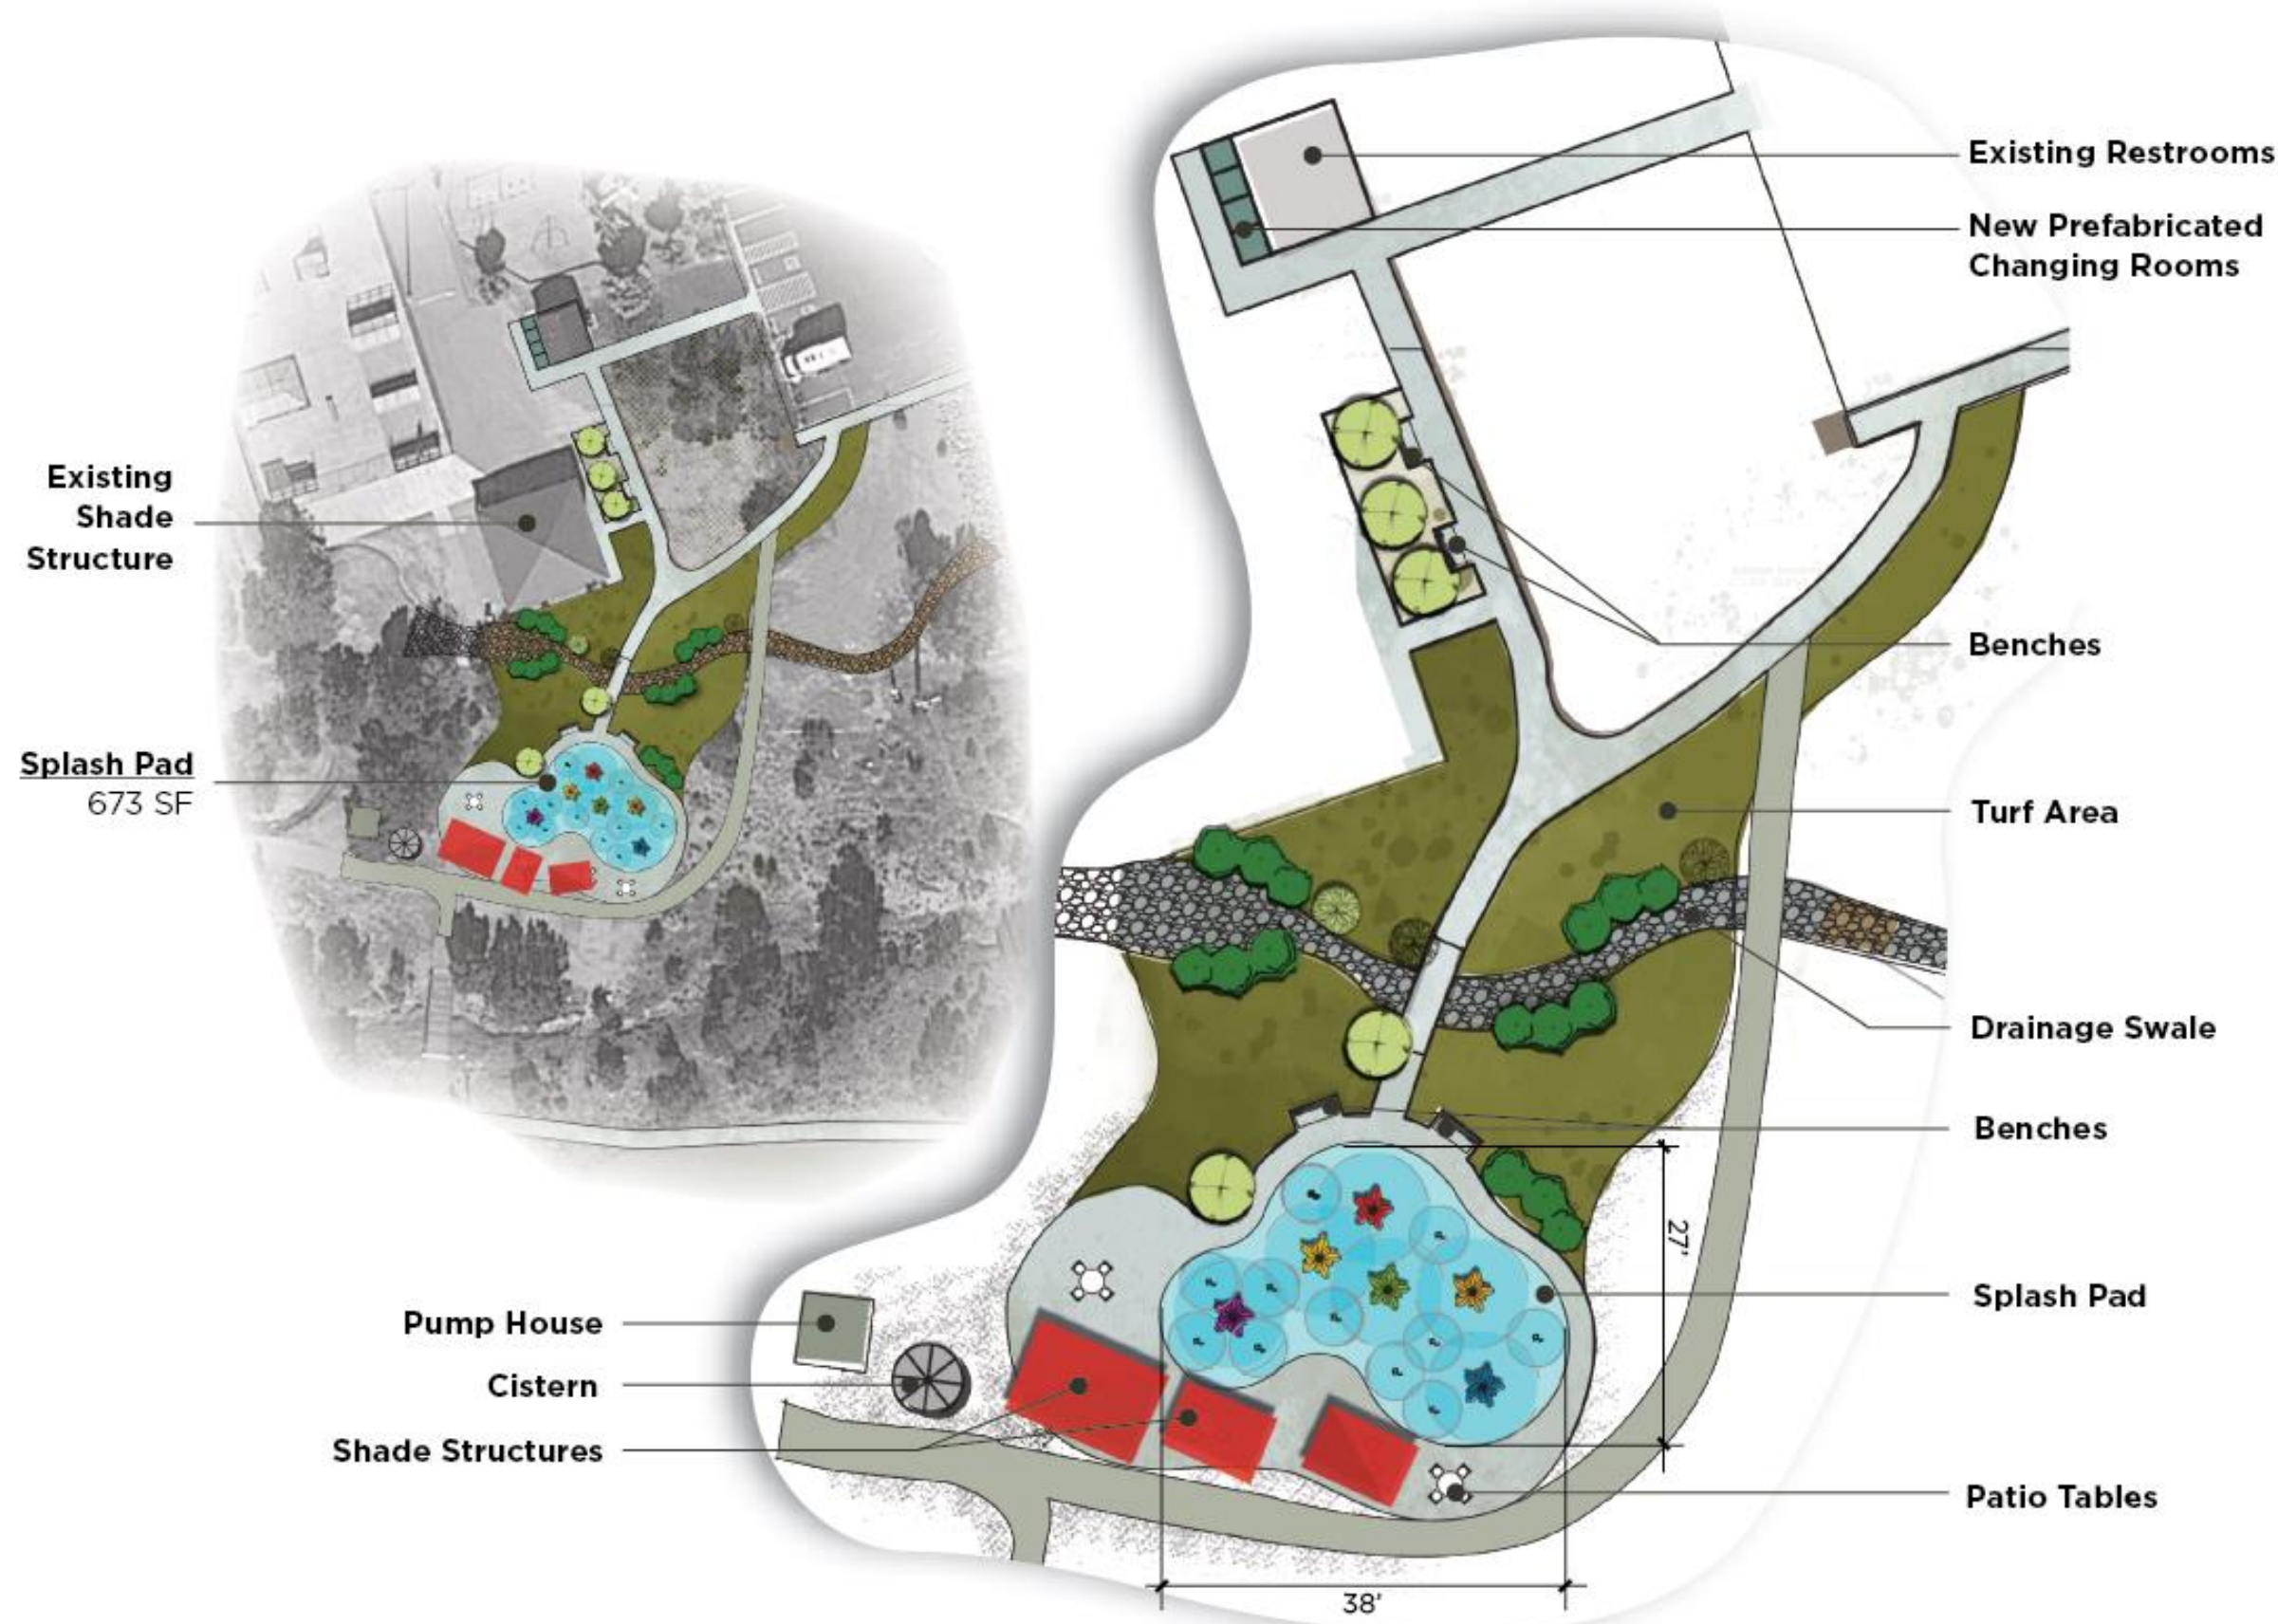 Existing Restrooms
New Prefabricated
Changing Rooms
Existing
Shade
Structure
Benches
Splash Pad
673 SF
Turf Area
Drainage Swale
Benches
27'
Splash Pad
Pump House
Cistern
Shade Structures
Patio Tables
38'